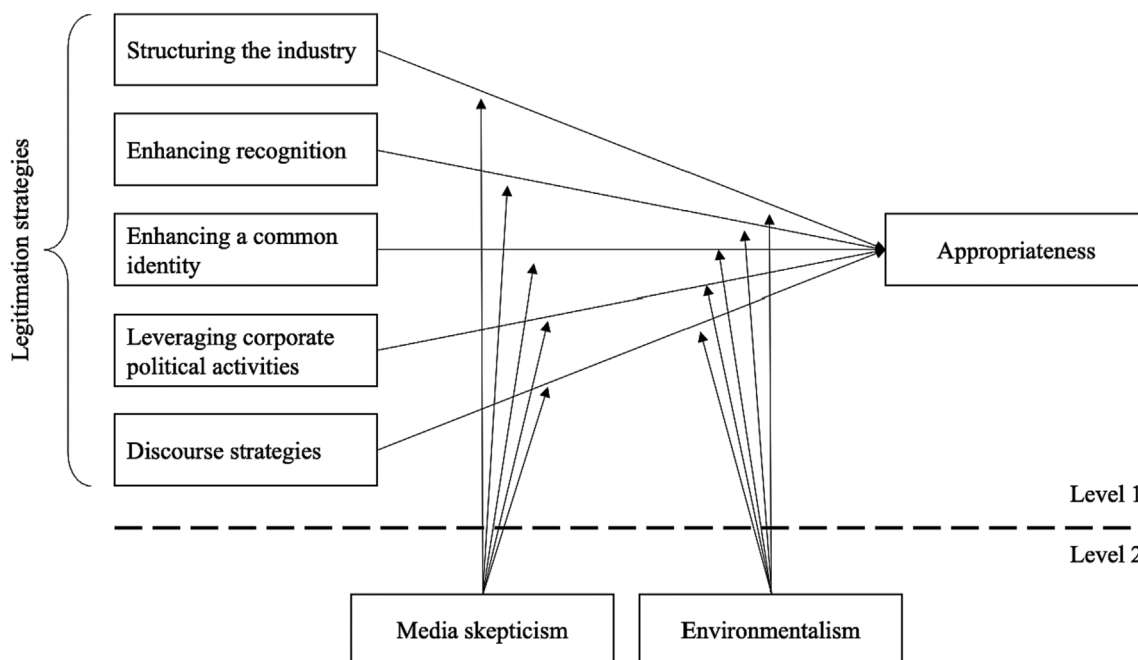 Legitimation strategies
Structuring the industry
Enhancing recognition
Enhancing a common
identity
Appropriateness
Leveraging corporate
political activities
Discourse strategies
Level 1
Level 2
Media skepticism
Environmentalism